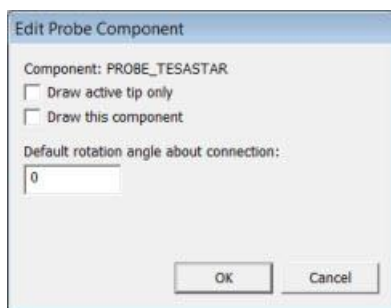 Edit Probe Component
Component: PROBE_TESASTAR
Draw active tip only
Draw this component
Default rotation angle about connection:
0
OK Cancel